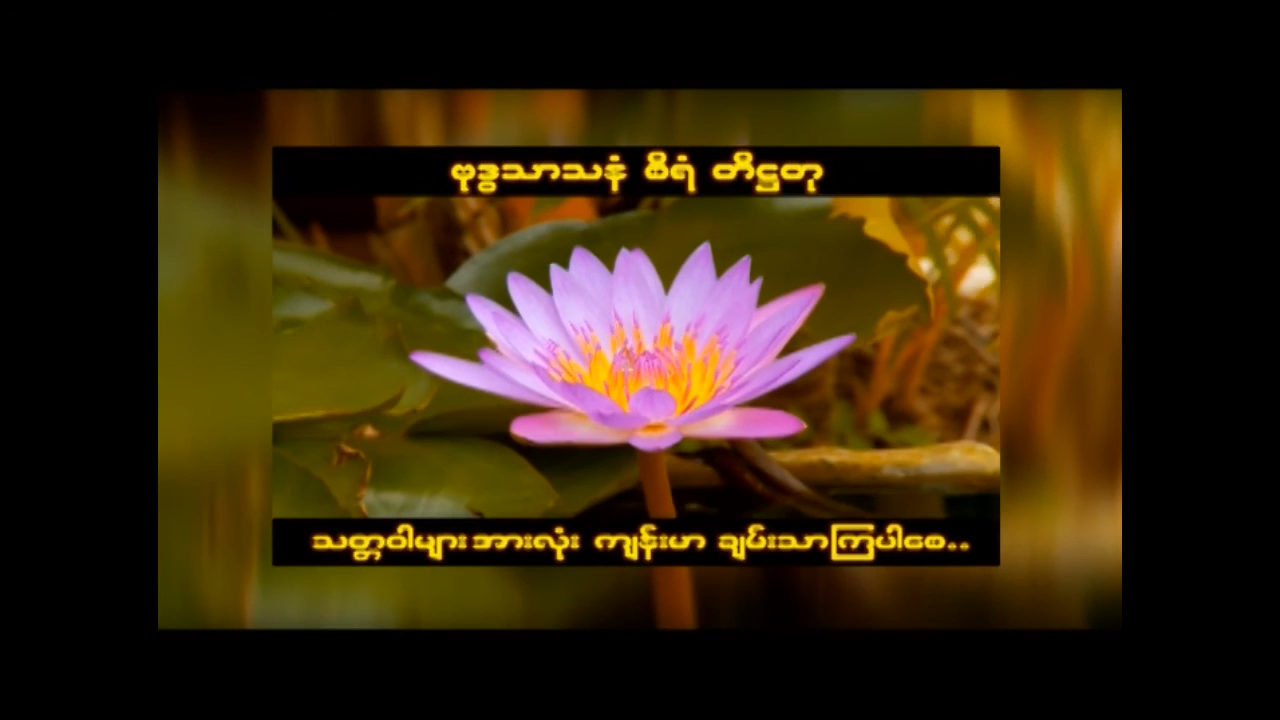 ဗုဒ္ဓသာသနံ စိရံ တိဋ္ဌတု
သတ္တဝါများအားလုံး ကျန်းမာ ချမ်းသာကြပါစေ..